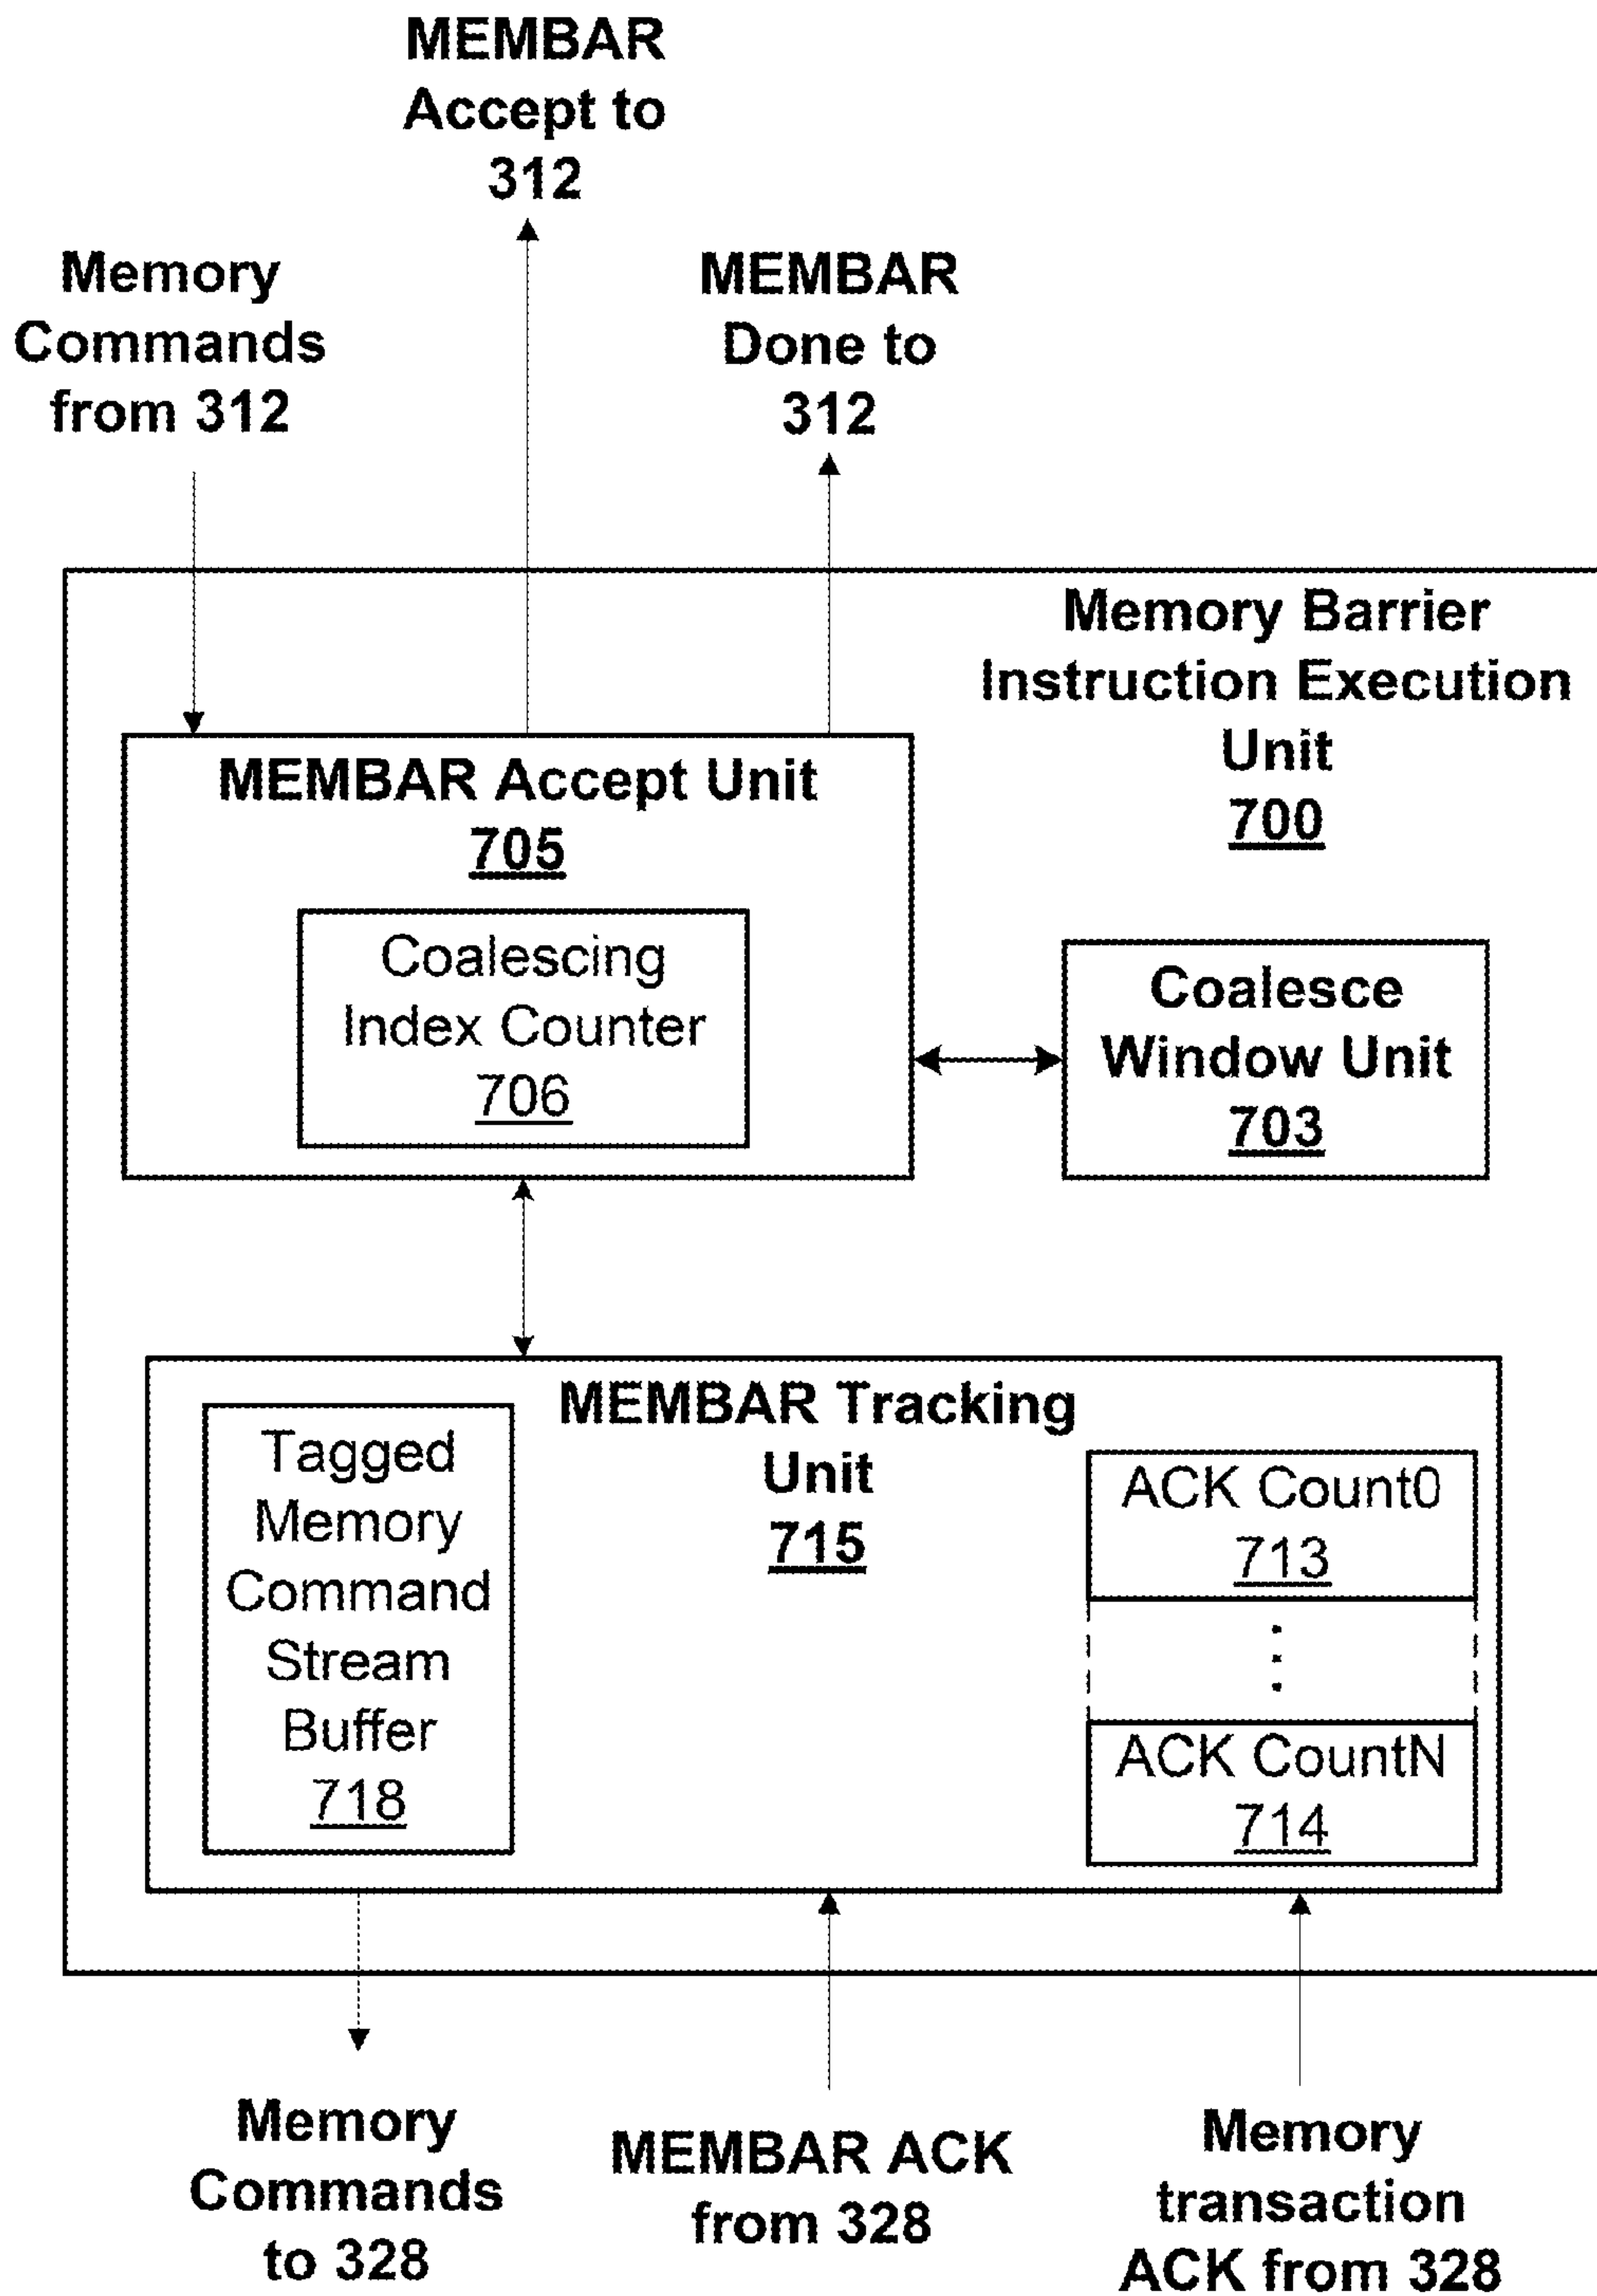 MEMBAR
Accept to
312
Memory
Commands
from 312
MEMBAR
Done to
312
Memory Barrier
Instruction Execution
Unit
700
MEMBAR Accept Unit
705
Coalescing
Index Counter
706
Coalesce
Window Unit
703
MEMBAR Tracking
Unit
715
Tagged
Memory
Command
Stream
Buffer
718
ACK Count0
713
ACK CountN
714
Memory
Commands
to 328
MEMBAR ACK
from 328
Memory
transaction
ACK from 328